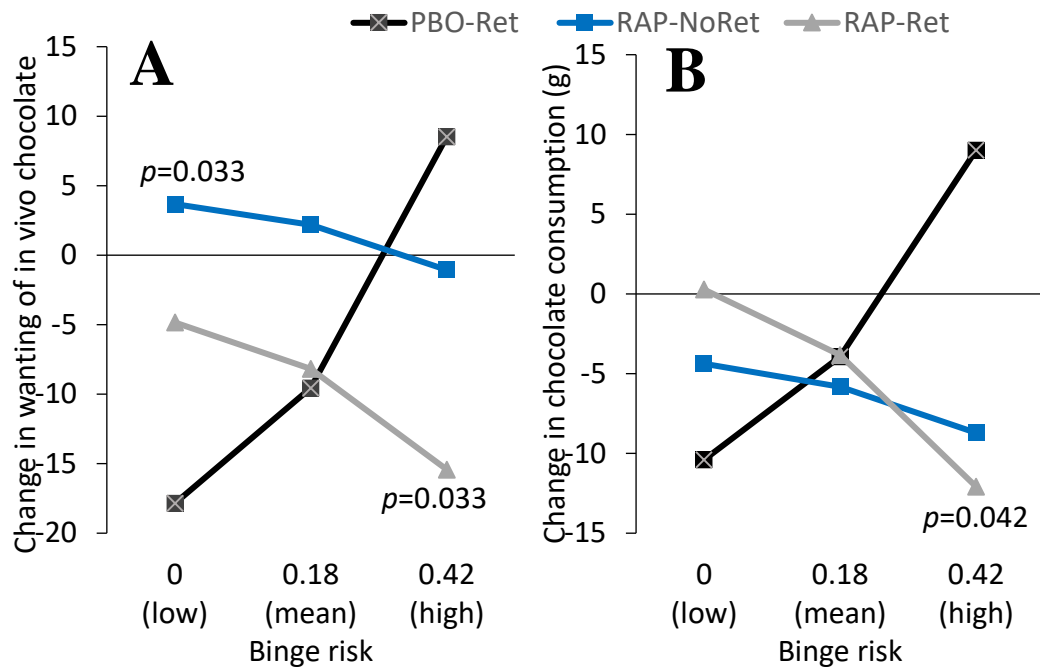 PBO-Ret RAP-NoRet RAP-Ret
A
Change in wanting of in vivo chocolate
15
10
5
0
-5
-10
-15
-20
p=0.033
p=0.033
0 0.18 0.42
(low) (mean) (high)
Binge risk
B
Change in chocolate consumption (g)
15
10
5
0
-5
-10
-15
p=0.042
0 0.18 0.42
(low) (mean) (high)
Binge risk